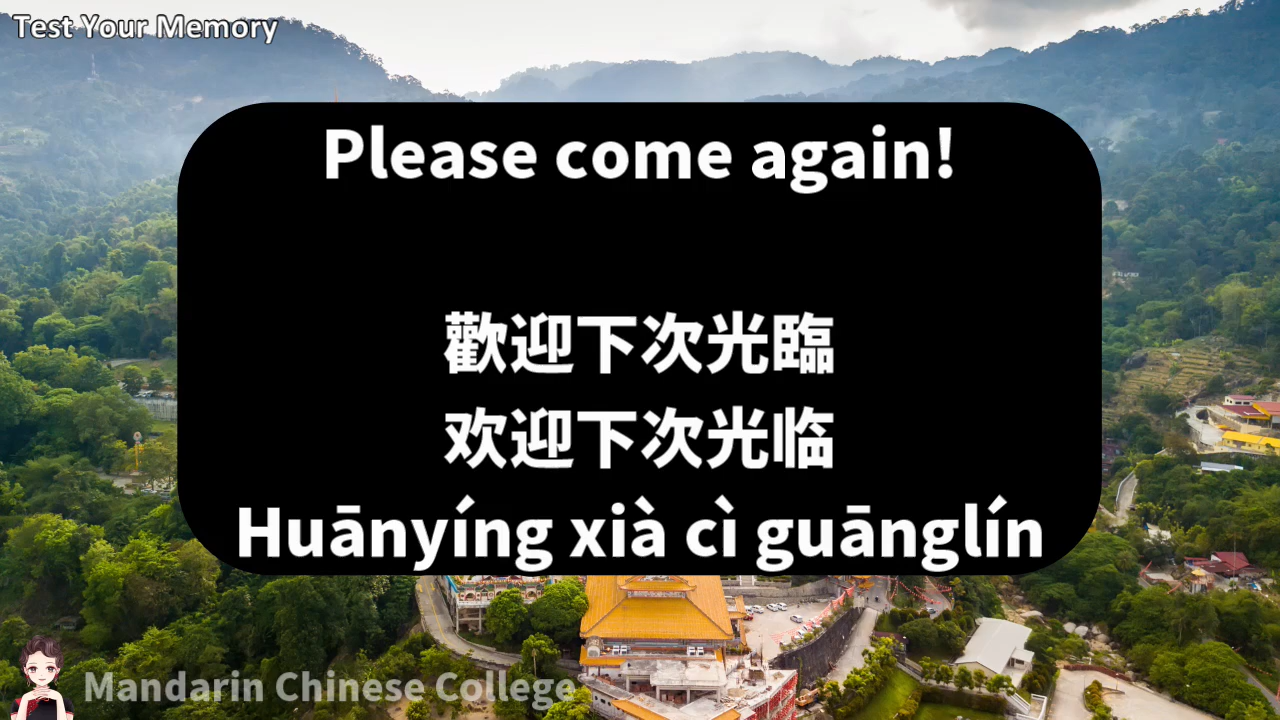 Test Your Memory
Please come again!
歡迎下次光臨
欢迎下次光临
Huānyíng xià cì guānglín
Mandarin Chinese College